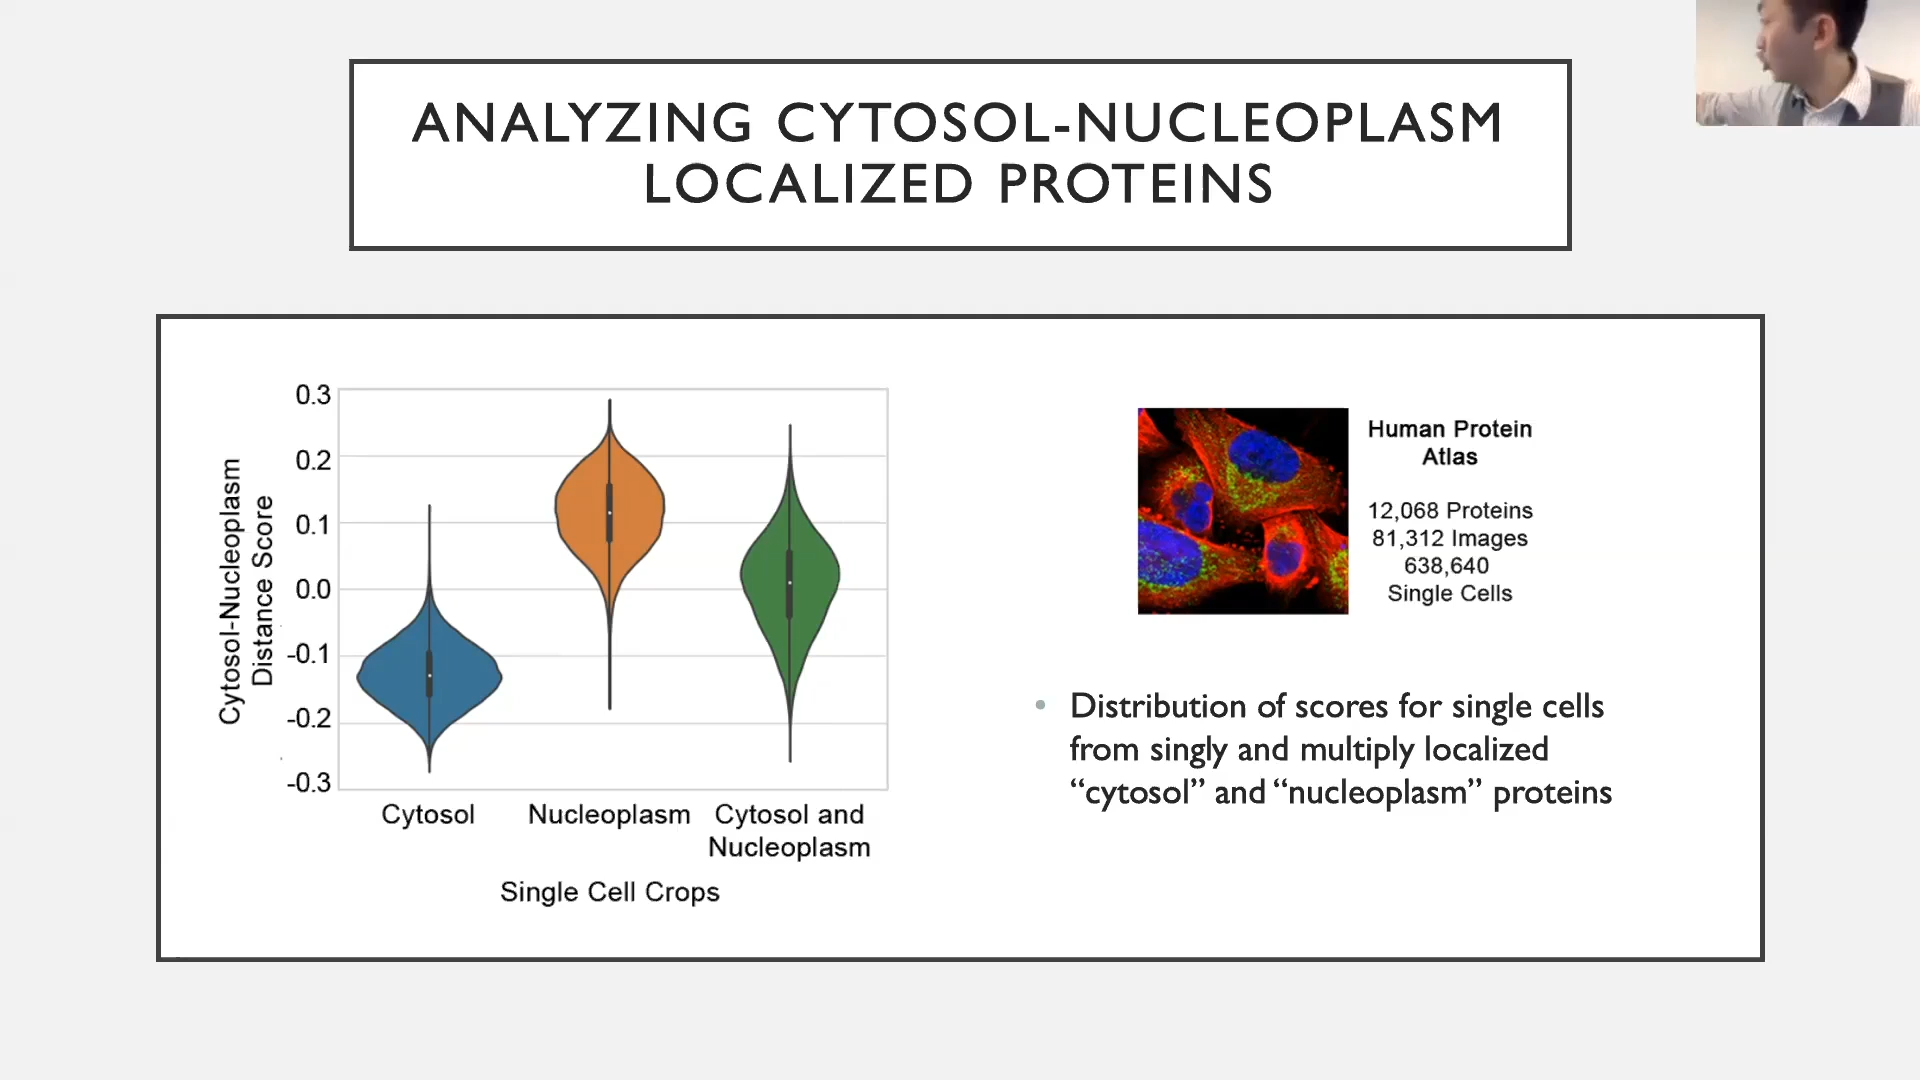 ANALYZING CYTOSOL-NUCLEOPLASM
LOCALIZED PROTEINS
Cytosol-Nucleoplasm
Distance Score
0.3
0.2
0.1
0.0
-0.1
-0.2
-0.3
Cytosol
Nucleoplasm
Cytosol and
Nucleoplasm
Single Cell Crops
Human Protein
Atlas
12,068 Proteins
81,312 Images
638,640
Single Cells
• Distribution of scores for single cells
from singly and multiply localized
“cytosol” and “nucleoplasm” proteins